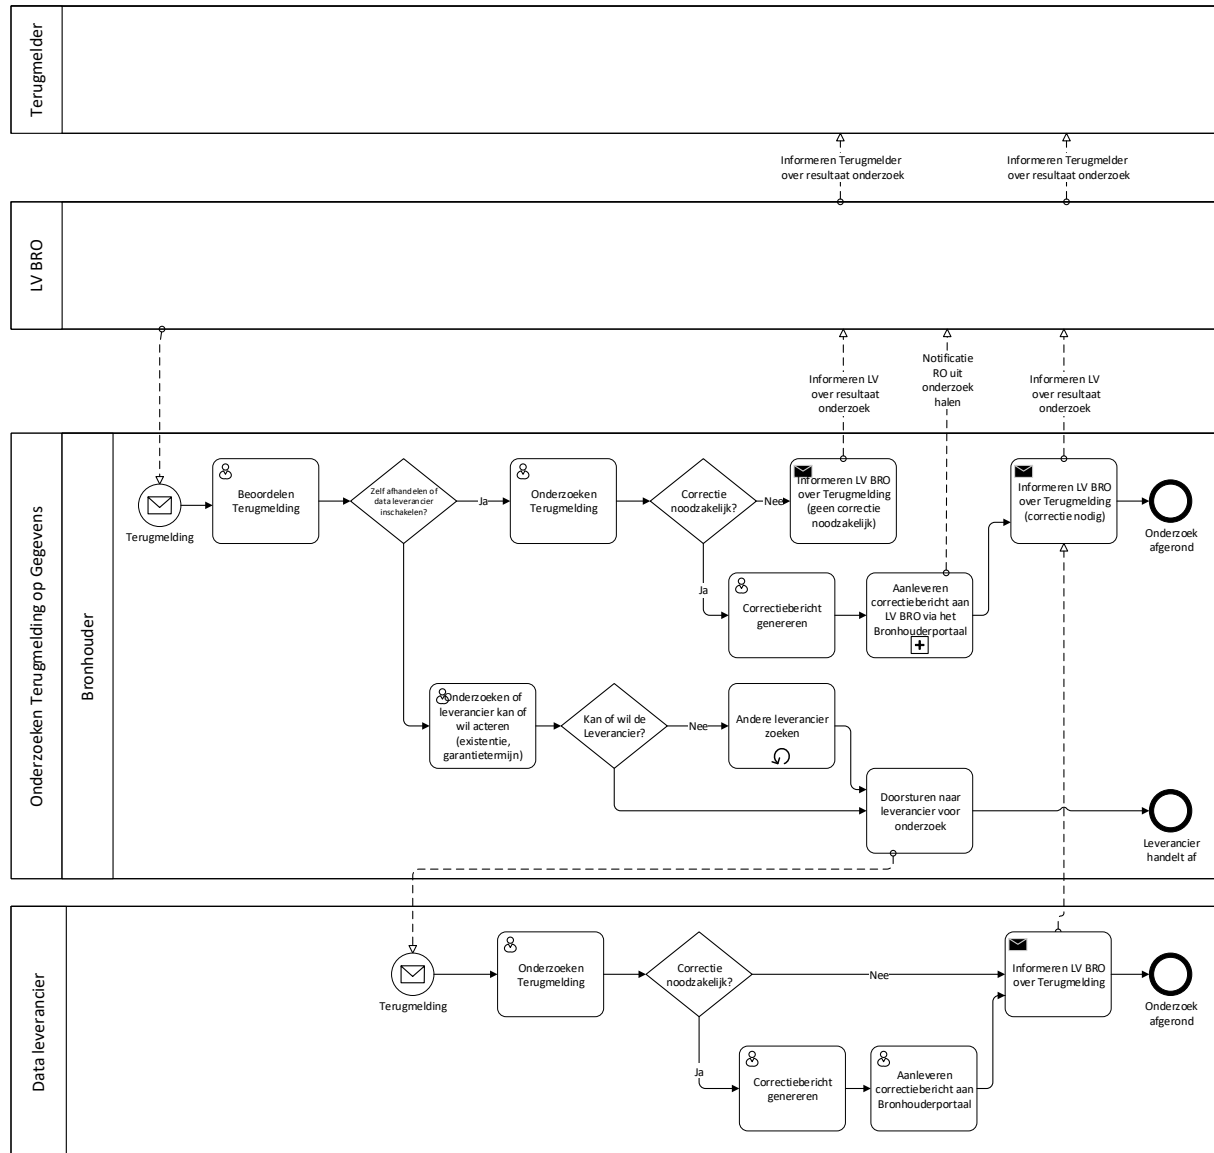 Terugmelder
Informeren Terugmelder
over resultaat onderzoek
Informeren Terugmelder
over resultaat onderzoek
LV BRO
Informeren LV
over resultaat
onderzoek
Notificatie
RO uit
onderzoek
halen
Informeren LV
over resultaat
onderzoek
Onderzoeken Terugmelding op Gegevens
Bronhouder
Terugmelding
Beoordelen
Terugmelding
Zelf afhandelen of
data leverancier
inschakelen?
Ja
Onderzoeken
Terugmelding
Correctie
noodzakelijk?
Nee
Informeren LV BRO
over Terugmelding
(geen correctie
noodzakelijk)
Informeren LV BRO
over Terugmelding
(correctie nodig)
Onderzoek
afgerond
Ja
Correctiebericht
genereren
Aanleveren
correctiebericht aan
LV BRO via het
Bronhouderportaal
Onderzoeken of
leverancier kan of
wil acteren
(existentie,
garantietermijn)
Kan of wil de
Leverancier?
Nee
Andere leverancier
zoeken
Doorsturen naar
leverancier voor
onderzoek
Leverancier
handelt af
Data leverancier
Terugmelding
Onderzoeken
Terugmelding
Correctie
noodzakelijk?
Nee
Informeren LV BRO
over Terugmelding
Onderzoek
afgerond
Ja
Correctiebericht
genereren
Aanleveren
correctiebericht aan
Bronhouderportaal